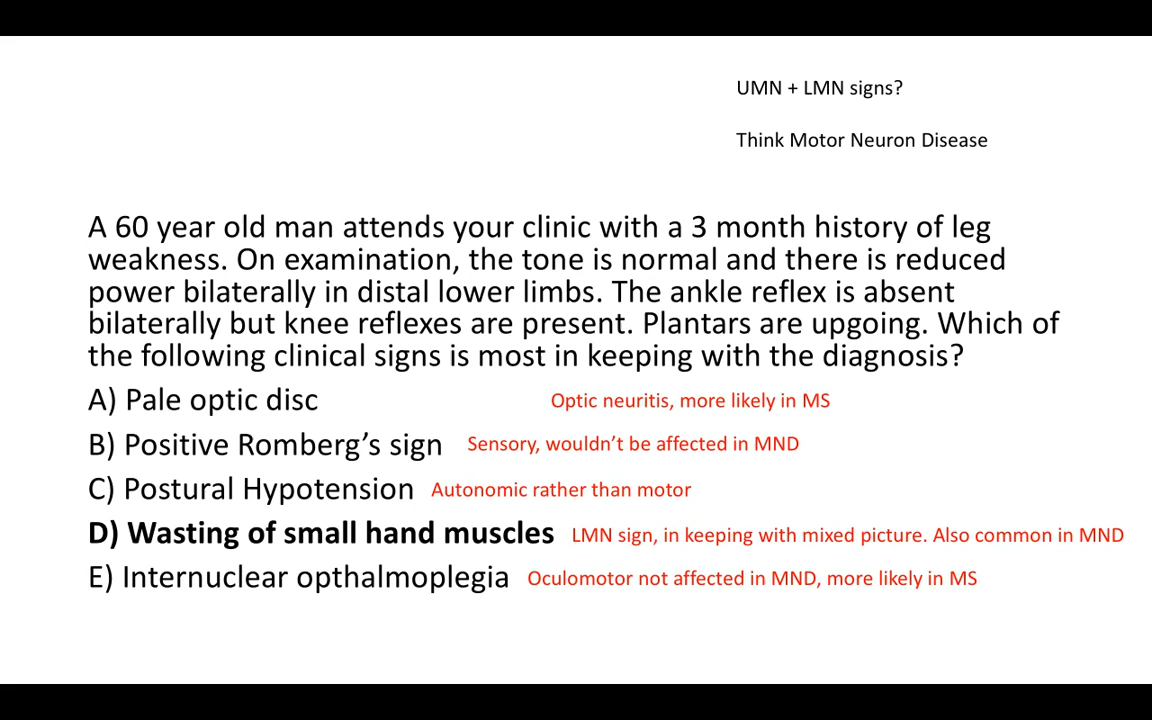 UMN + LMN signs?
Think Motor Neuron Disease
A 60 year old man attends your clinic with a 3 month history of leg
weakness. On examination, the tone is normal and there is reduced
power bilaterally in distal lower limbs. The ankle reflex is absent
bilaterally but knee reflexes are present. Plantars are upgoing. Which of
the following clinical signs is most in keeping with the diagnosis?
A) Pale optic disc Optic neuritis, more likely in MS
B) Positive Romberg’s sign Sensory, wouldn’t be affected in MND
C) Postural Hypotension Autonomic rather than motor
D) Wasting of small hand muscles LMN sign, in keeping with mixed picture. Also common in MND
E) Internuclear opthalmoplegia Oculomotor not affected in MND, more likely in MS